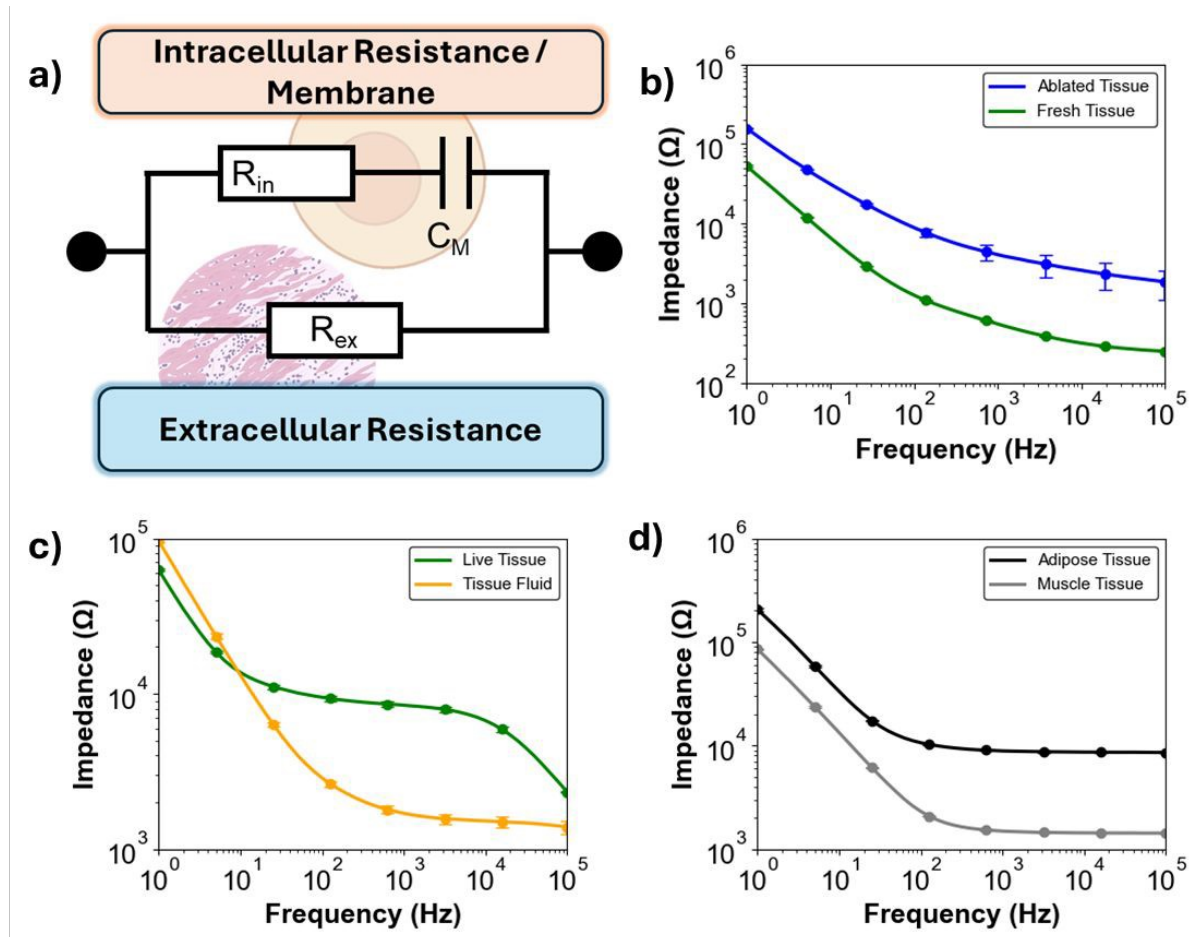 a)
Intracellular Resistance /
Membrane
R_in
C_M
R_ex
Extracellular Resistance
b)
Impedance (Ω)
10^6
10^5
10^4
10^3
10^2
Ablated Tissue
Fresh Tissue
10^0 10^1 10^2 10^3 10^4 10^5
Frequency (Hz)
c)
Impedance (Ω)
10^5
10^4
10^3
Live Tissue
Tissue Fluid
10^0 10^1 10^2 10^3 10^4 10^5
Frequency (Hz)
d)
Impedance (Ω)
10^6
10^5
10^4
10^3
Adipose Tissue
Muscle Tissue
10^0 10^1 10^2 10^3 10^4 10^5
Frequency (Hz)